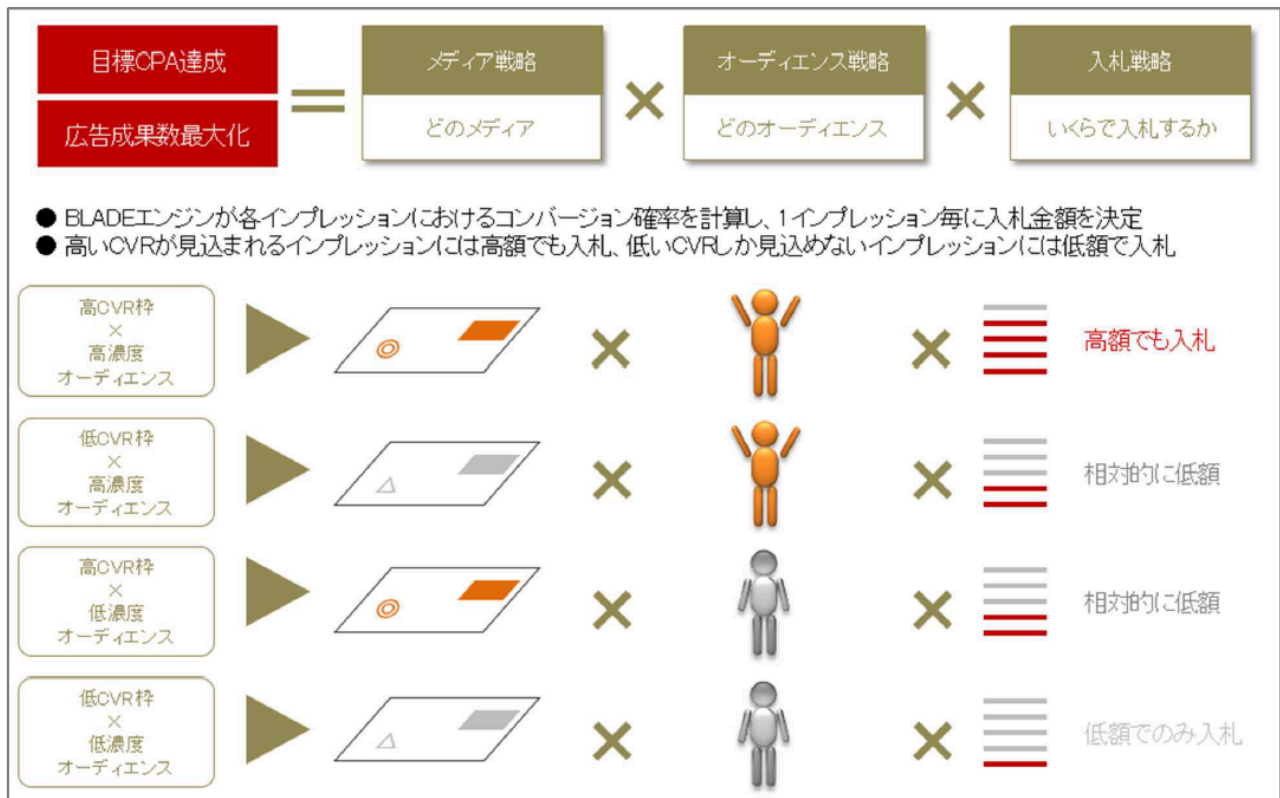 目標CPA達成
広告成果数最大化
＝
メディア戦略
どのメディア
×
オーディエンス戦略
どのオーディエンス
×
入札戦略
いくらで入札するか
● BLADEエンジンが各インプレッションにおけるコンバージョン確率を計算し、1インプレッション毎に入札金額を決定
● 高いCVRが見込まれるインプレッションには高額でも入札、低いCVRしか見込めないインプレッションには低額で入札
高CVR枠
×
高濃度
オーディエンス
×
×
高額でも入札
低CVR枠
×
高濃度
オーディエンス
×
×
相対的に低額
高CVR枠
×
低濃度
オーディエンス
×
×
相対的に低額
低CVR枠
×
低濃度
オーディエンス
×
×
低額でのみ入札